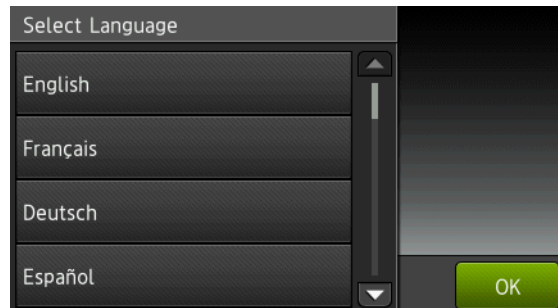 Select Language
English
Français
Deutsch
Español
OK